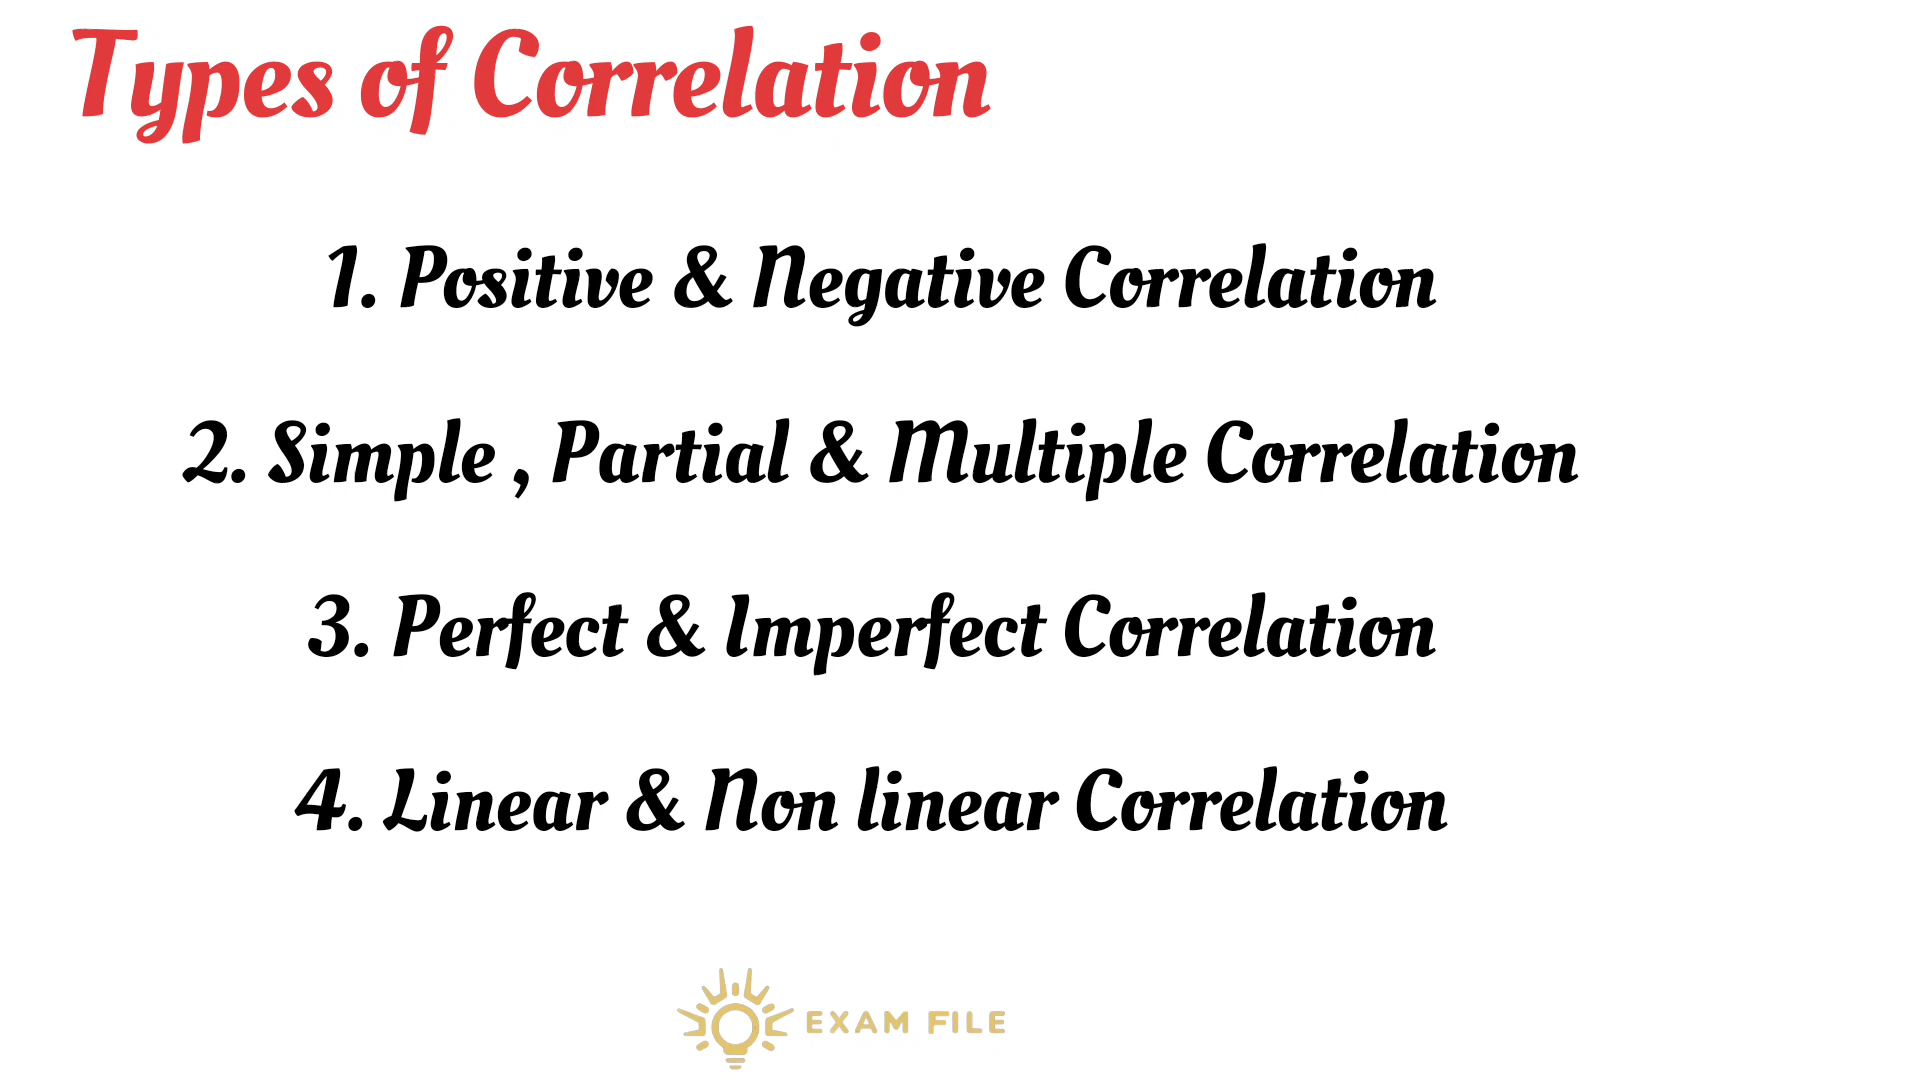 Types of Correlation
1. Positive & Negative Correlation
2. Simple , Partial & Multiple Correlation
3. Perfect & Imperfect Correlation
4. Linear & Non linear Correlation
EXAM FILE